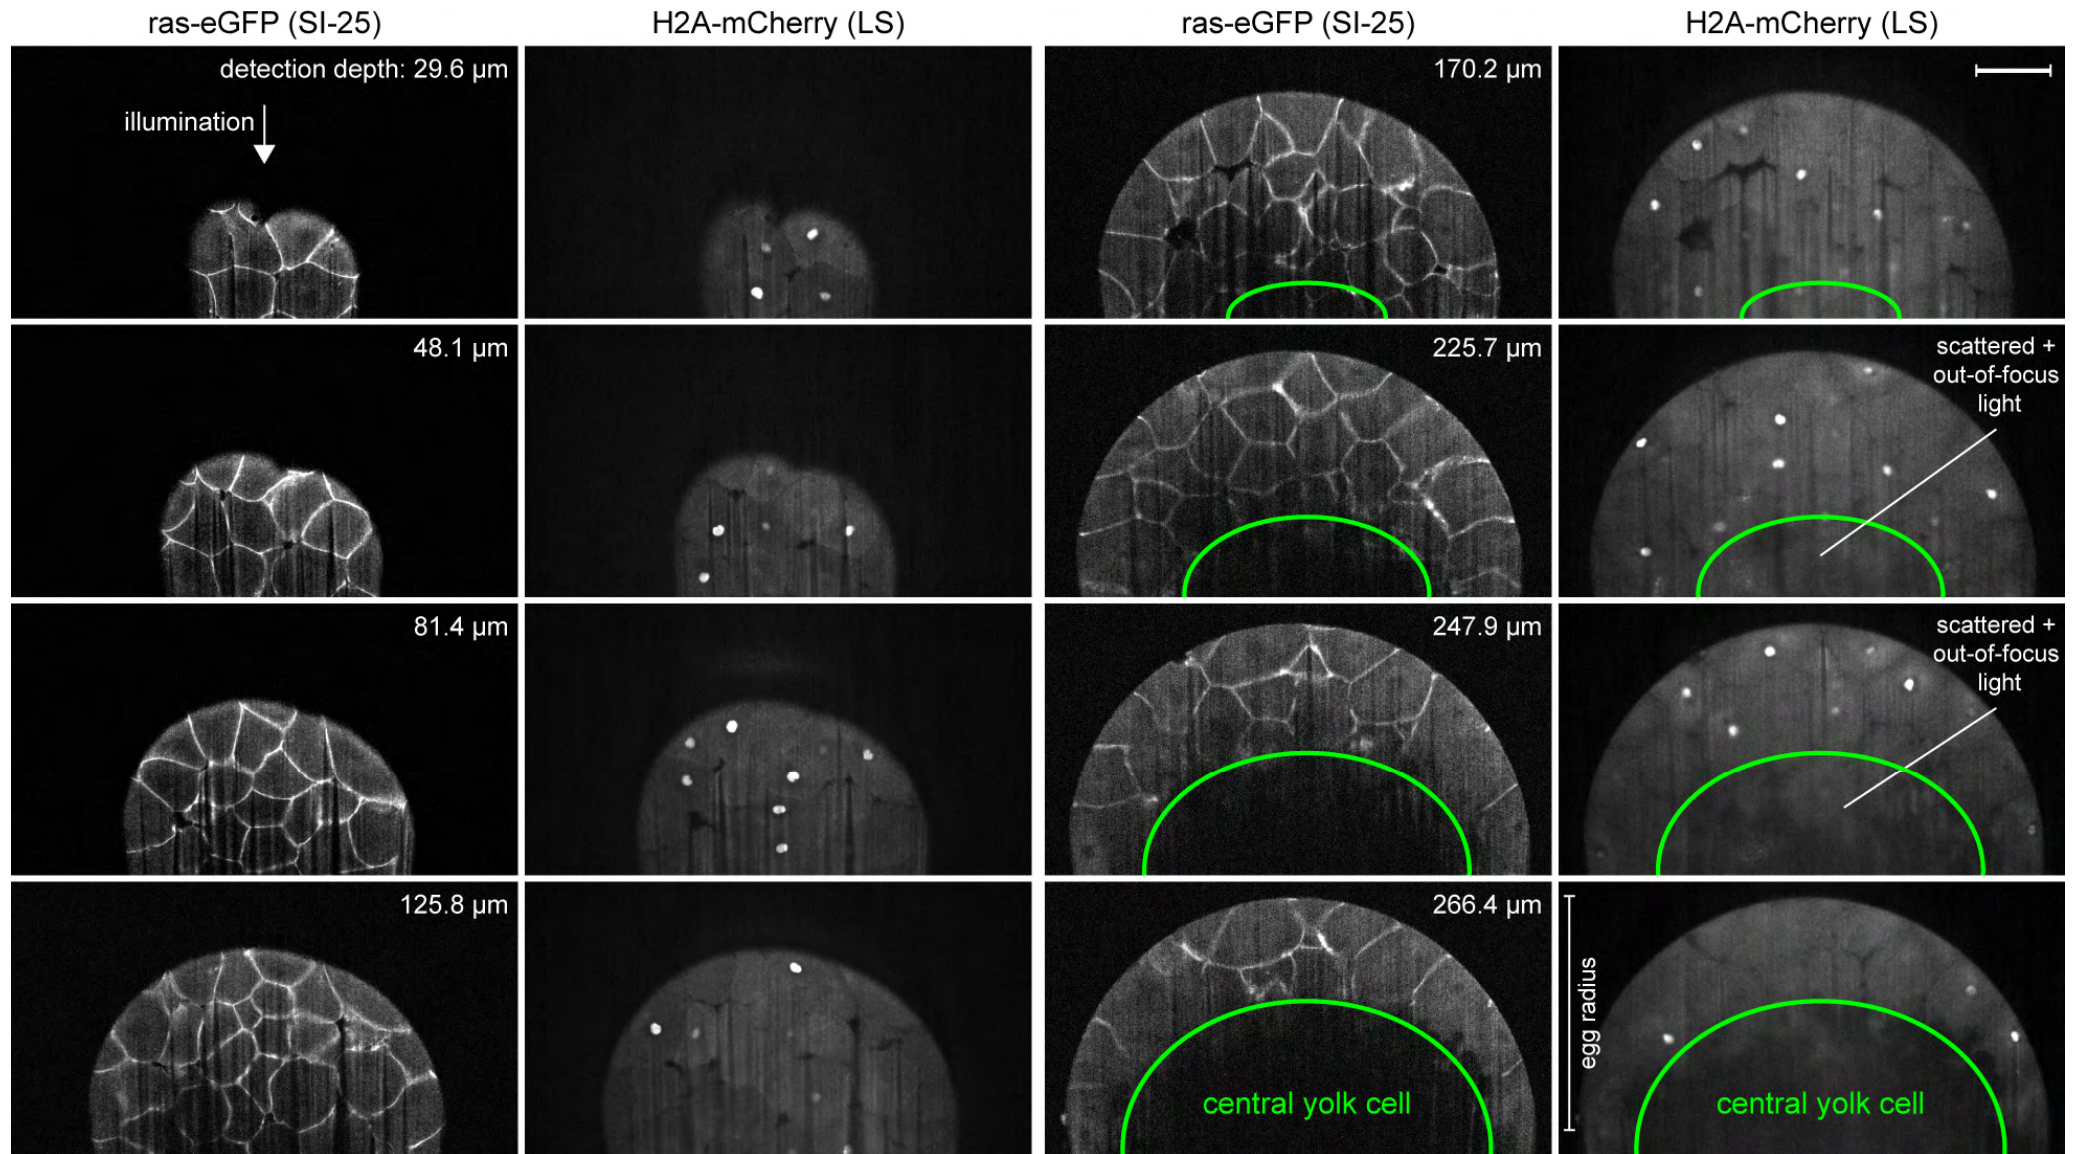 ras-eGFP (SI-25)
H2A-mCherry (LS)
ras-eGFP (SI-25)
H2A-mCherry (LS)
detection depth: 29.6 µm
illumination
170.2 µm
48.1 µm
225.7 µm
scattered +
out-of-focus
light
81.4 µm
247.9 µm
scattered +
out-of-focus
light
125.8 µm
266.4 µm
egg radius
central yolk cell
central yolk cell